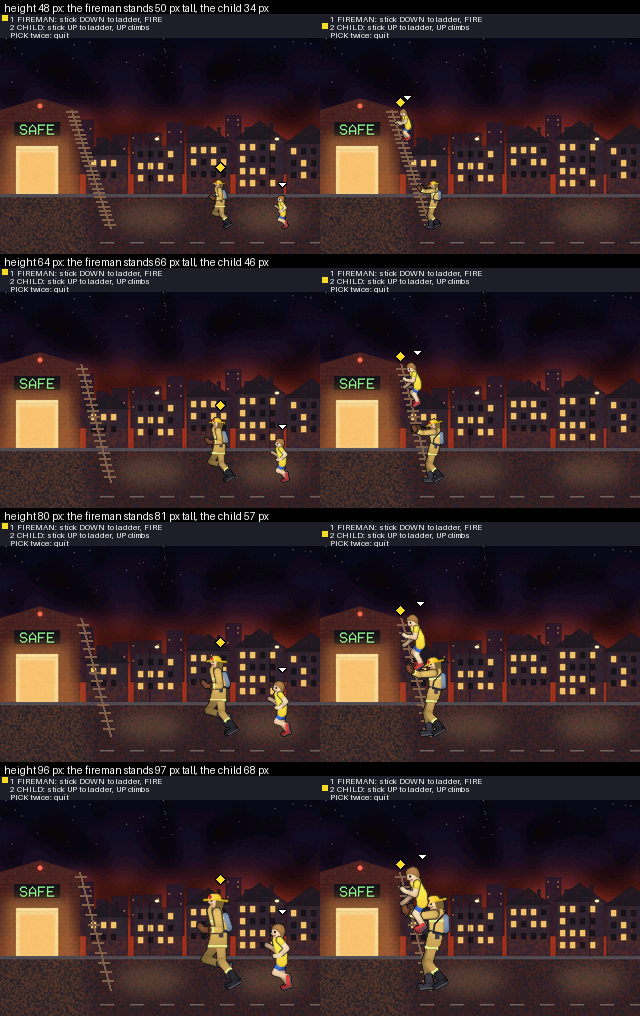 height 48 px: the fireman stands 50 px tall, the child 34 px
1 FIREMAN: stick DOWN to ladder, FIRE
2 CHILD: stick UP to ladder, UP climbs
PICK twice: quit
1 FIREMAN: stick DOWN to ladder, FIRE
2 CHILD: stick UP to ladder, UP climbs
PICK twice: quit
SAFE
SAFE
height 64 px: the fireman stands 66 px tall, the child 46 px
1 FIREMAN: stick DOWN to ladder, FIRE
2 CHILD: stick UP to ladder, UP climbs
PICK twice: quit
1 FIREMAN: stick DOWN to ladder, FIRE
2 CHILD: stick UP to ladder, UP climbs
PICK twice: quit
SAFE
SAFE
height 80 px: the fireman stands 81 px tall, the child 57 px
1 FIREMAN: stick DOWN to ladder, FIRE
2 CHILD: stick UP to ladder, UP climbs
PICK twice: quit
1 FIREMAN: stick DOWN to ladder, FIRE
2 CHILD: stick UP to ladder, UP climbs
PICK twice: quit
SAFE
SAFE
height 96 px: the fireman stands 97 px tall, the child 68 px
1 FIREMAN: stick DOWN to ladder, FIRE
2 CHILD: stick UP to ladder, UP climbs
PICK twice: quit
1 FIREMAN: stick DOWN to ladder, FIRE
2 CHILD: stick UP to ladder, UP climbs
PICK twice: quit
SAFE
SAFE